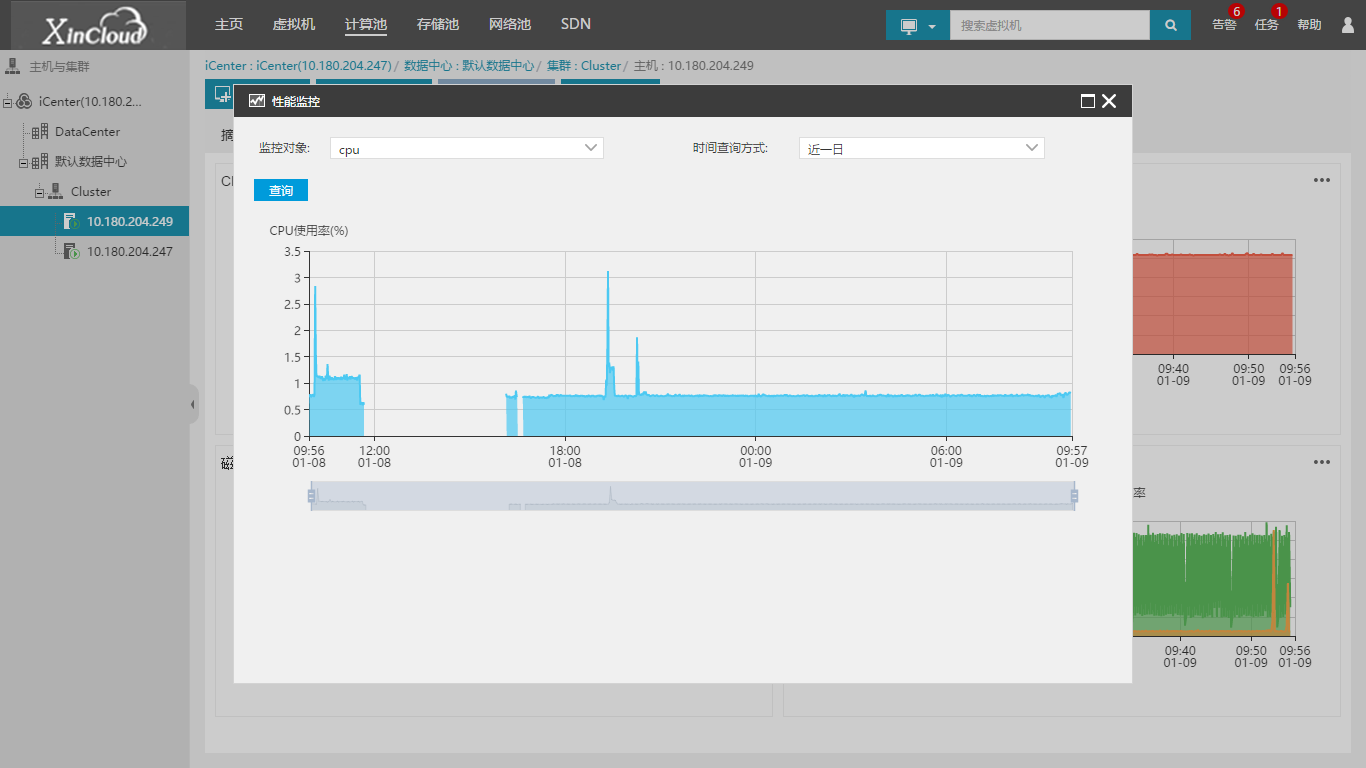 XinCloud
主页 虚拟机 计算池 存储池 网络池 SDN
搜索虚拟机
告警 6 任务 1 帮助
主机与集群
iCenter : iCenter(10.180.204.247) / 数据中心 : 默认数据中心 / 集群 : Cluster / 主机 : 10.180.204.249
iCenter(10.180.2...
DataCenter
默认数据中心
Cluster
10.180.204.249
10.180.204.247
性能监控
监控对象: cpu 时间查询方式: 近一日
查询
CPU使用率(%)
3.5
3
2.5
2
1.5
1
0.5
0
09:56 12:00 18:00 00:00 06:00 09:57
01-08 01-08 01-08 01-09 01-09 01-09
摘
磁
09:40 09:50 09:56
01-09 01-09 01-09
率
09:40 09:50 09:56
01-09 01-09 01-09